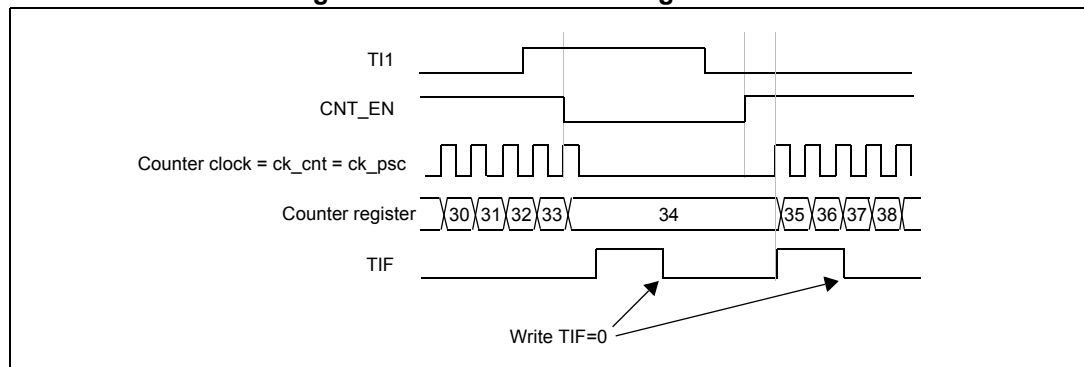 TI1
CNT_EN
Counter clock = ck_cnt = ck_psc
Counter register 30 31 32 33 34 35 36 37 38
TIF
Write TIF=0